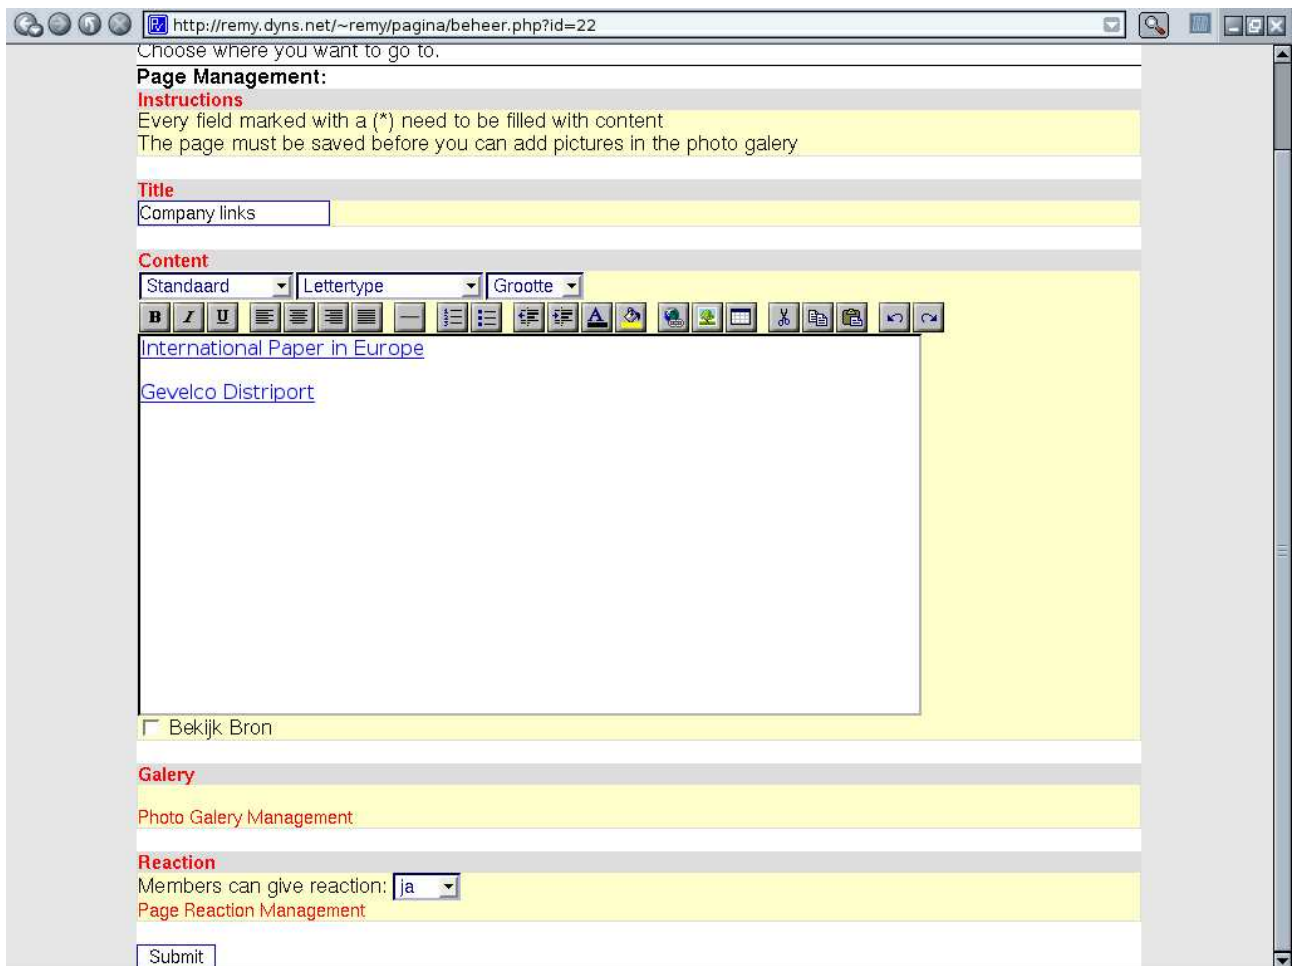 http://remy.dyns.net/~remy/pagina/beheer.php?id=22
Choose where you want to go to.
Page Management:
Instructions
Every field marked with a (*) need to be filled with content
The page must be saved before you can add pictures in the photo galery
Title
Company links
Content
Standaard Lettertype Grootte
B I U A
International Paper in Europe
Gevelco Distriport
Bekijk Bron
Galery
Photo Galery Management
Reaction
Members can give reaction: ja
Page Reaction Management
Submit